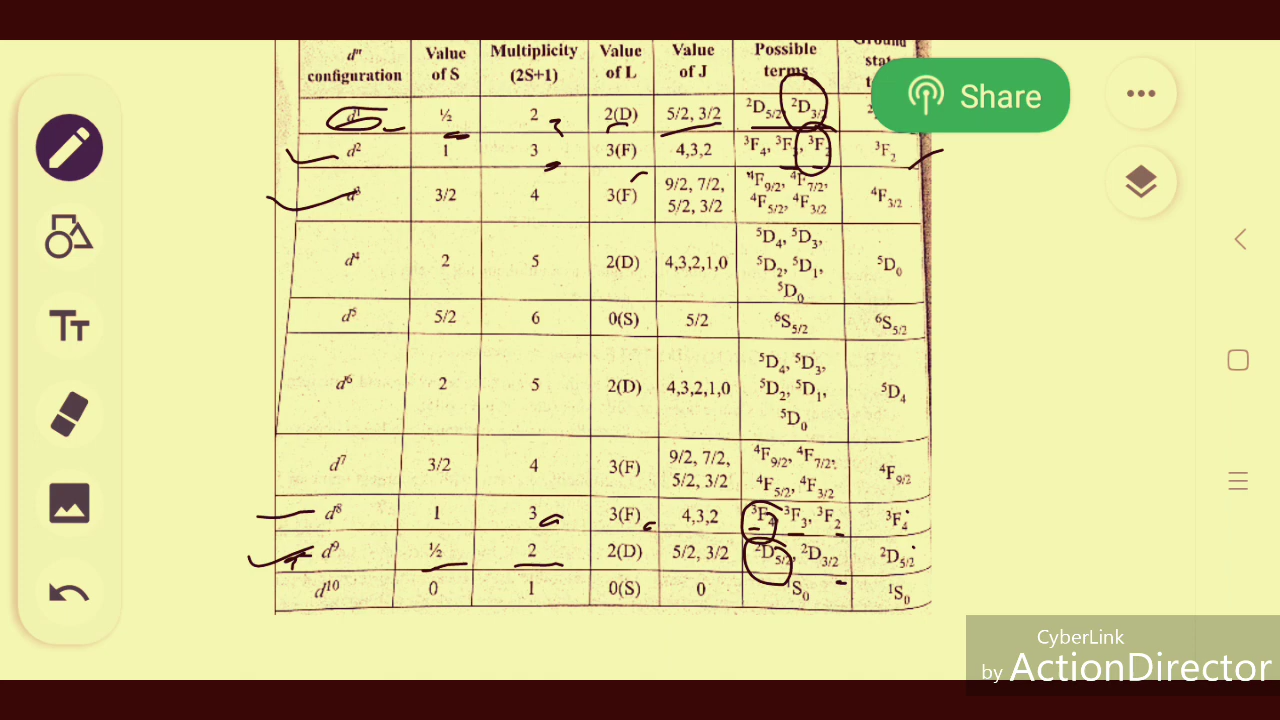 dⁿ configuration | Value of S | Multiplicity (2S+1) | Value of L | Value of J | Possible terms | Ground
d¹ | ½ | 2 | 2(D) | 5/2, 3/2 | ²D5/2 ²D3/2
d² | 1 | 3 | 3(F) | 4,3,2 | ³F4, ³F3, ³F2 | ³F2
d³ | 3/2 | 4 | 3(F) | 9/2, 7/2, 5/2, 3/2 | ⁴F9/2, ⁴F7/2, ⁴F5/2, ⁴F3/2 | ⁴F3/2
d⁴ | 2 | 5 | 2(D) | 4,3,2,1,0 | ⁵D4, ⁵D3, ⁵D2, ⁵D1, ⁵D0 | ⁵D0
d⁵ | 5/2 | 6 | 0(S) | 5/2 | ⁶S5/2 | ⁶S5/2
d⁶ | 2 | 5 | 2(D) | 4,3,2,1,0 | ⁵D4, ⁵D3, ⁵D2, ⁵D1, ⁵D0 | ⁵D4
d⁷ | 3/2 | 4 | 3(F) | 9/2, 7/2, 5/2, 3/2 | ⁴F9/2, ⁴F7/2, ⁴F5/2, ⁴F3/2 | ⁴F9/2
d⁸ | 1 | 3 | 3(F) | 4,3,2 | ³F4 ³F3, ³F2 | ³F4
d⁹ | ½ | 2 | 2(D) | 5/2, 3/2 | ²D5/2, ²D3/2 | ²D5/2
d¹⁰ | 0 | 1 | 0(S) | 0 | ¹S0 | ¹S0
Share
TT
CyberLink
by ActionDirector